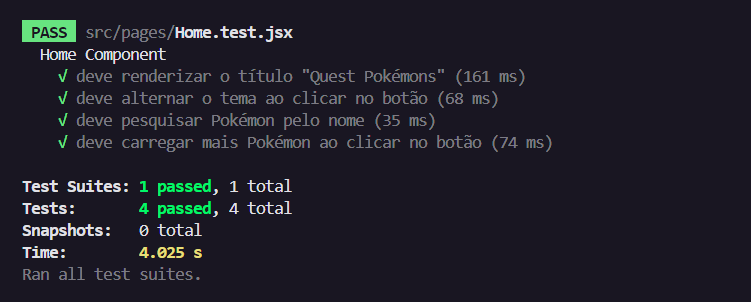 PASS src/pages/Home.test.jsx
Home Component
√ deve renderizar o título "Quest Pokémons" (161 ms)
√ deve alternar o tema ao clicar no botão (68 ms)
√ deve pesquisar Pokémon pelo nome (35 ms)
√ deve carregar mais Pokémon ao clicar no botão (74 ms)
Test Suites: 1 passed, 1 total
Tests: 4 passed, 4 total
Snapshots: 0 total
Time: 4.025 s
Ran all test suites.